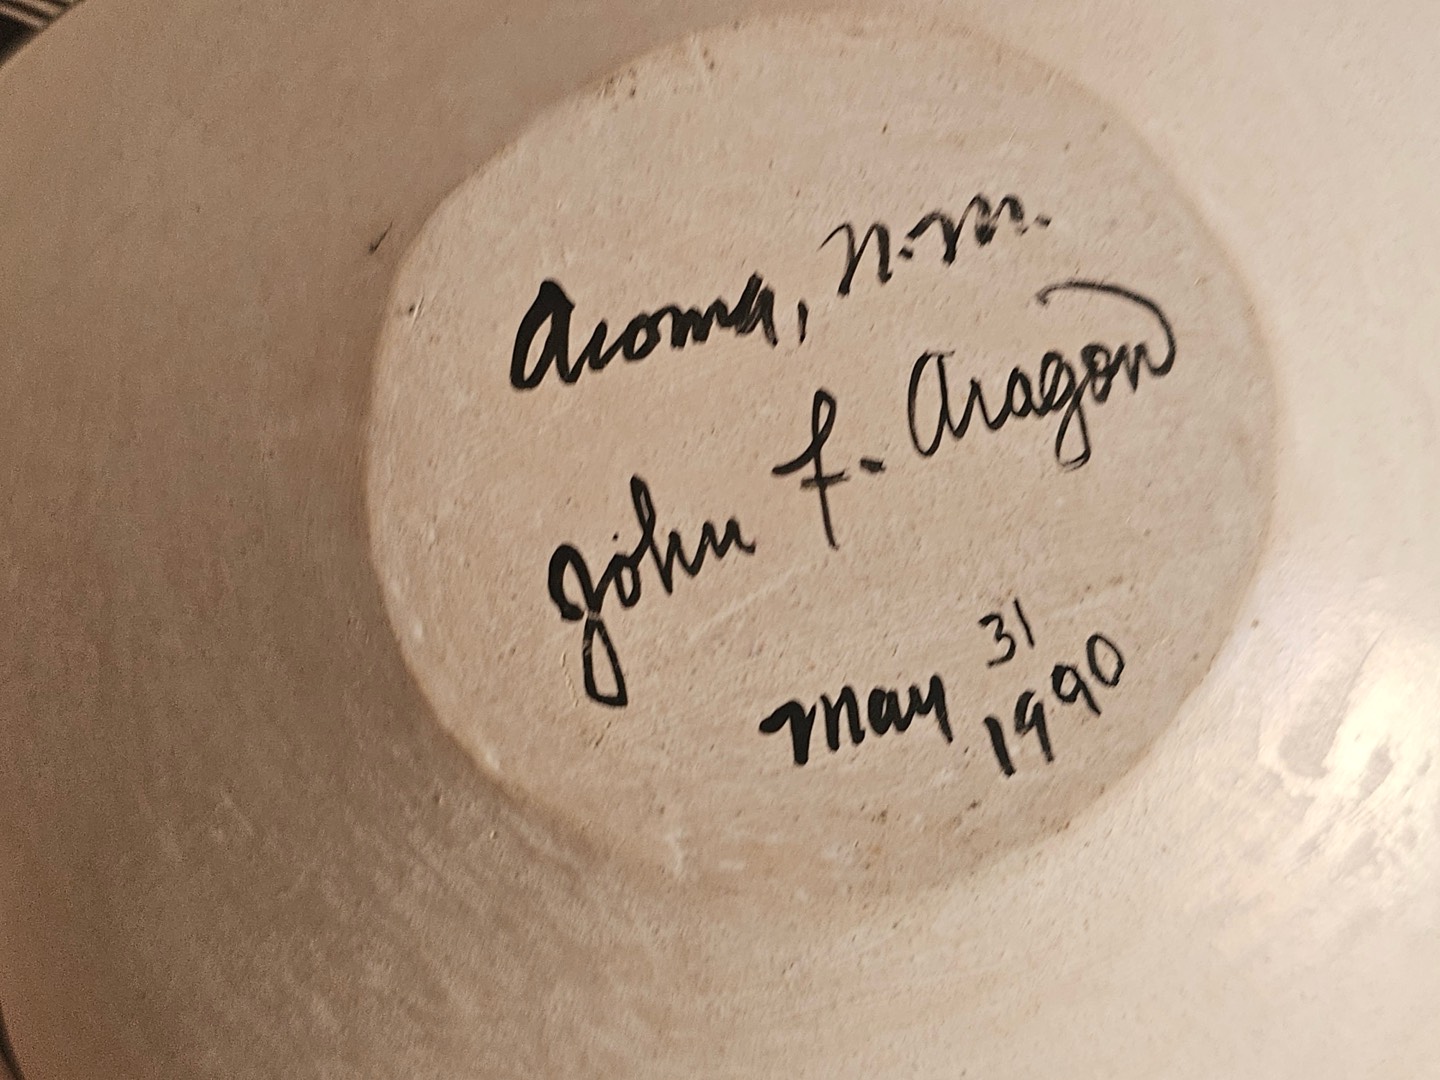 Acoma, N.M.
John F. Aragon
May 31
1990